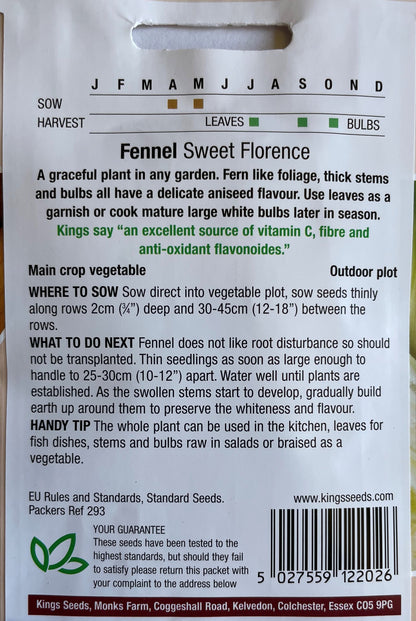 J F M A M J J A S O N D
SOW
HARVEST LEAVES BULBS
Fennel Sweet Florence
A graceful plant in any garden. Fern like foliage, thick stems
and bulbs all have a delicate aniseed flavour. Use leaves as a
garnish or cook mature large white bulbs later in season.
Kings say “an excellent source of vitamin C, fibre and
anti-oxidant flavonoides.”
Main crop vegetable Outdoor plot
WHERE TO SOW Sow direct into vegetable plot, sow seeds thinly
along rows 2cm (¾”) deep and 30-45cm (12-18”) between the
rows.
WHAT TO DO NEXT Fennel does not like root disturbance so should
not be transplanted. Thin seedlings as soon as large enough to
handle to 25-30cm (10-12”) apart. Water well until plants are
established. As the swollen stems start to develop, gradually build
earth up around them to preserve the whiteness and flavour.
HANDY TIP The whole plant can be used in the kitchen, leaves for
fish dishes, stems and bulbs raw in salads or braised as a
vegetable.
EU Rules and Standards, Standard Seeds. www.kingsseeds.com
Packers Ref 293
YOUR GUARANTEE
These seeds have been tested to the
highest standards, but should they fail
to satisfy please return this packet with
your complaint to the address below
5 027559 122026
Kings Seeds, Monks Farm, Coggeshall Road, Kelvedon, Colchester, Essex CO5 9PG